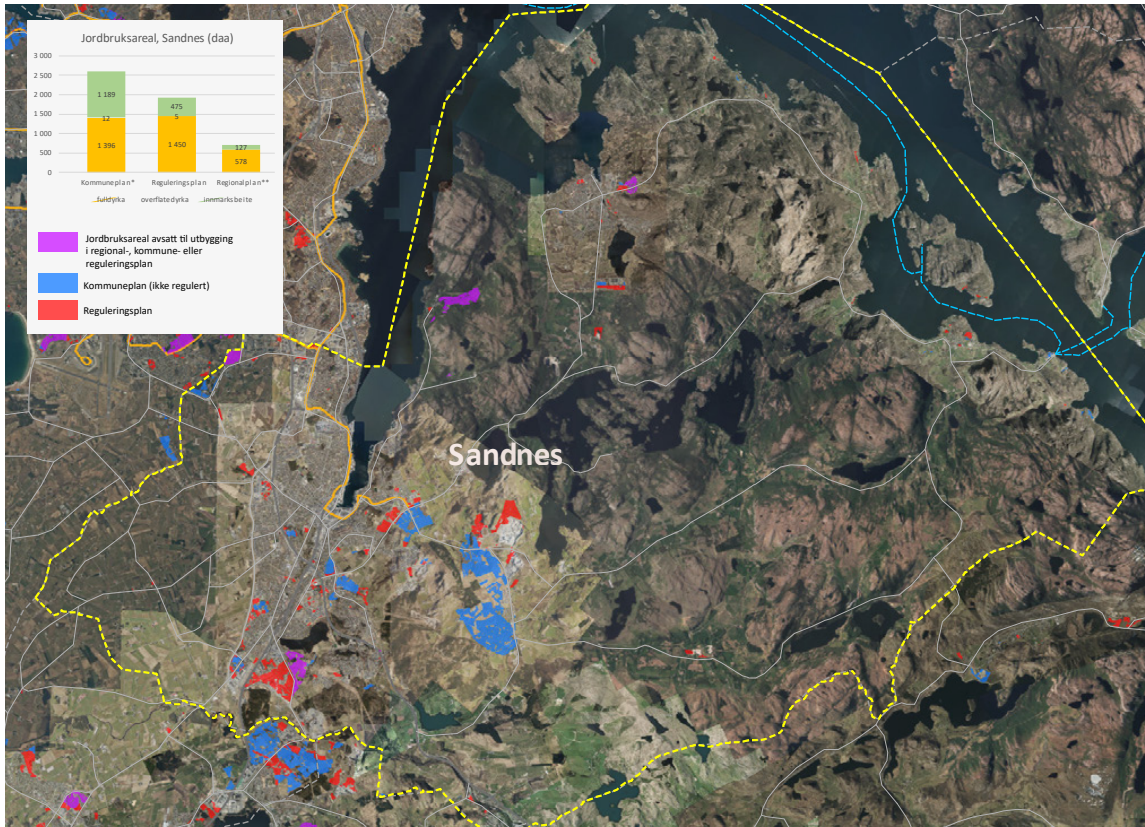 Jordbruksareal, Sandnes (daa)
3 000
2 500
2 000
1 500
1 000
500
0
1 189
12
1 396
475
5
1 450
127
578
Kommuneplan* Reguleringsplan Regionalplan**
fulldyrka overflatedyrka innmarksbeite
Jordbruksareal avsatt til utbygging
i regional-, kommune- eller
reguleringsplan
Kommuneplan (ikke regulert)
Reguleringsplan
Sandnes